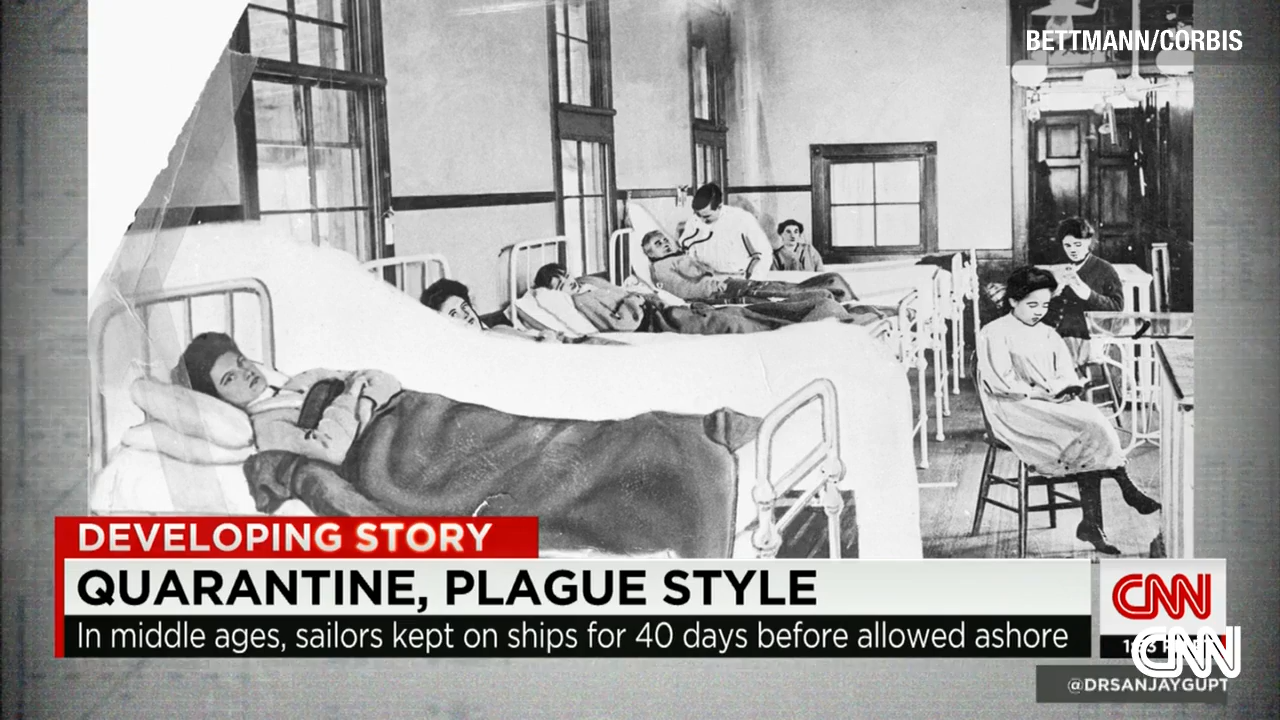 BETTMANN/CORBIS
DEVELOPING STORY
QUARANTINE, PLAGUE STYLE
In middle ages, sailors kept on ships for 40 days before allowed ashore
CNN
CNN
@DRSANJAYGUPT